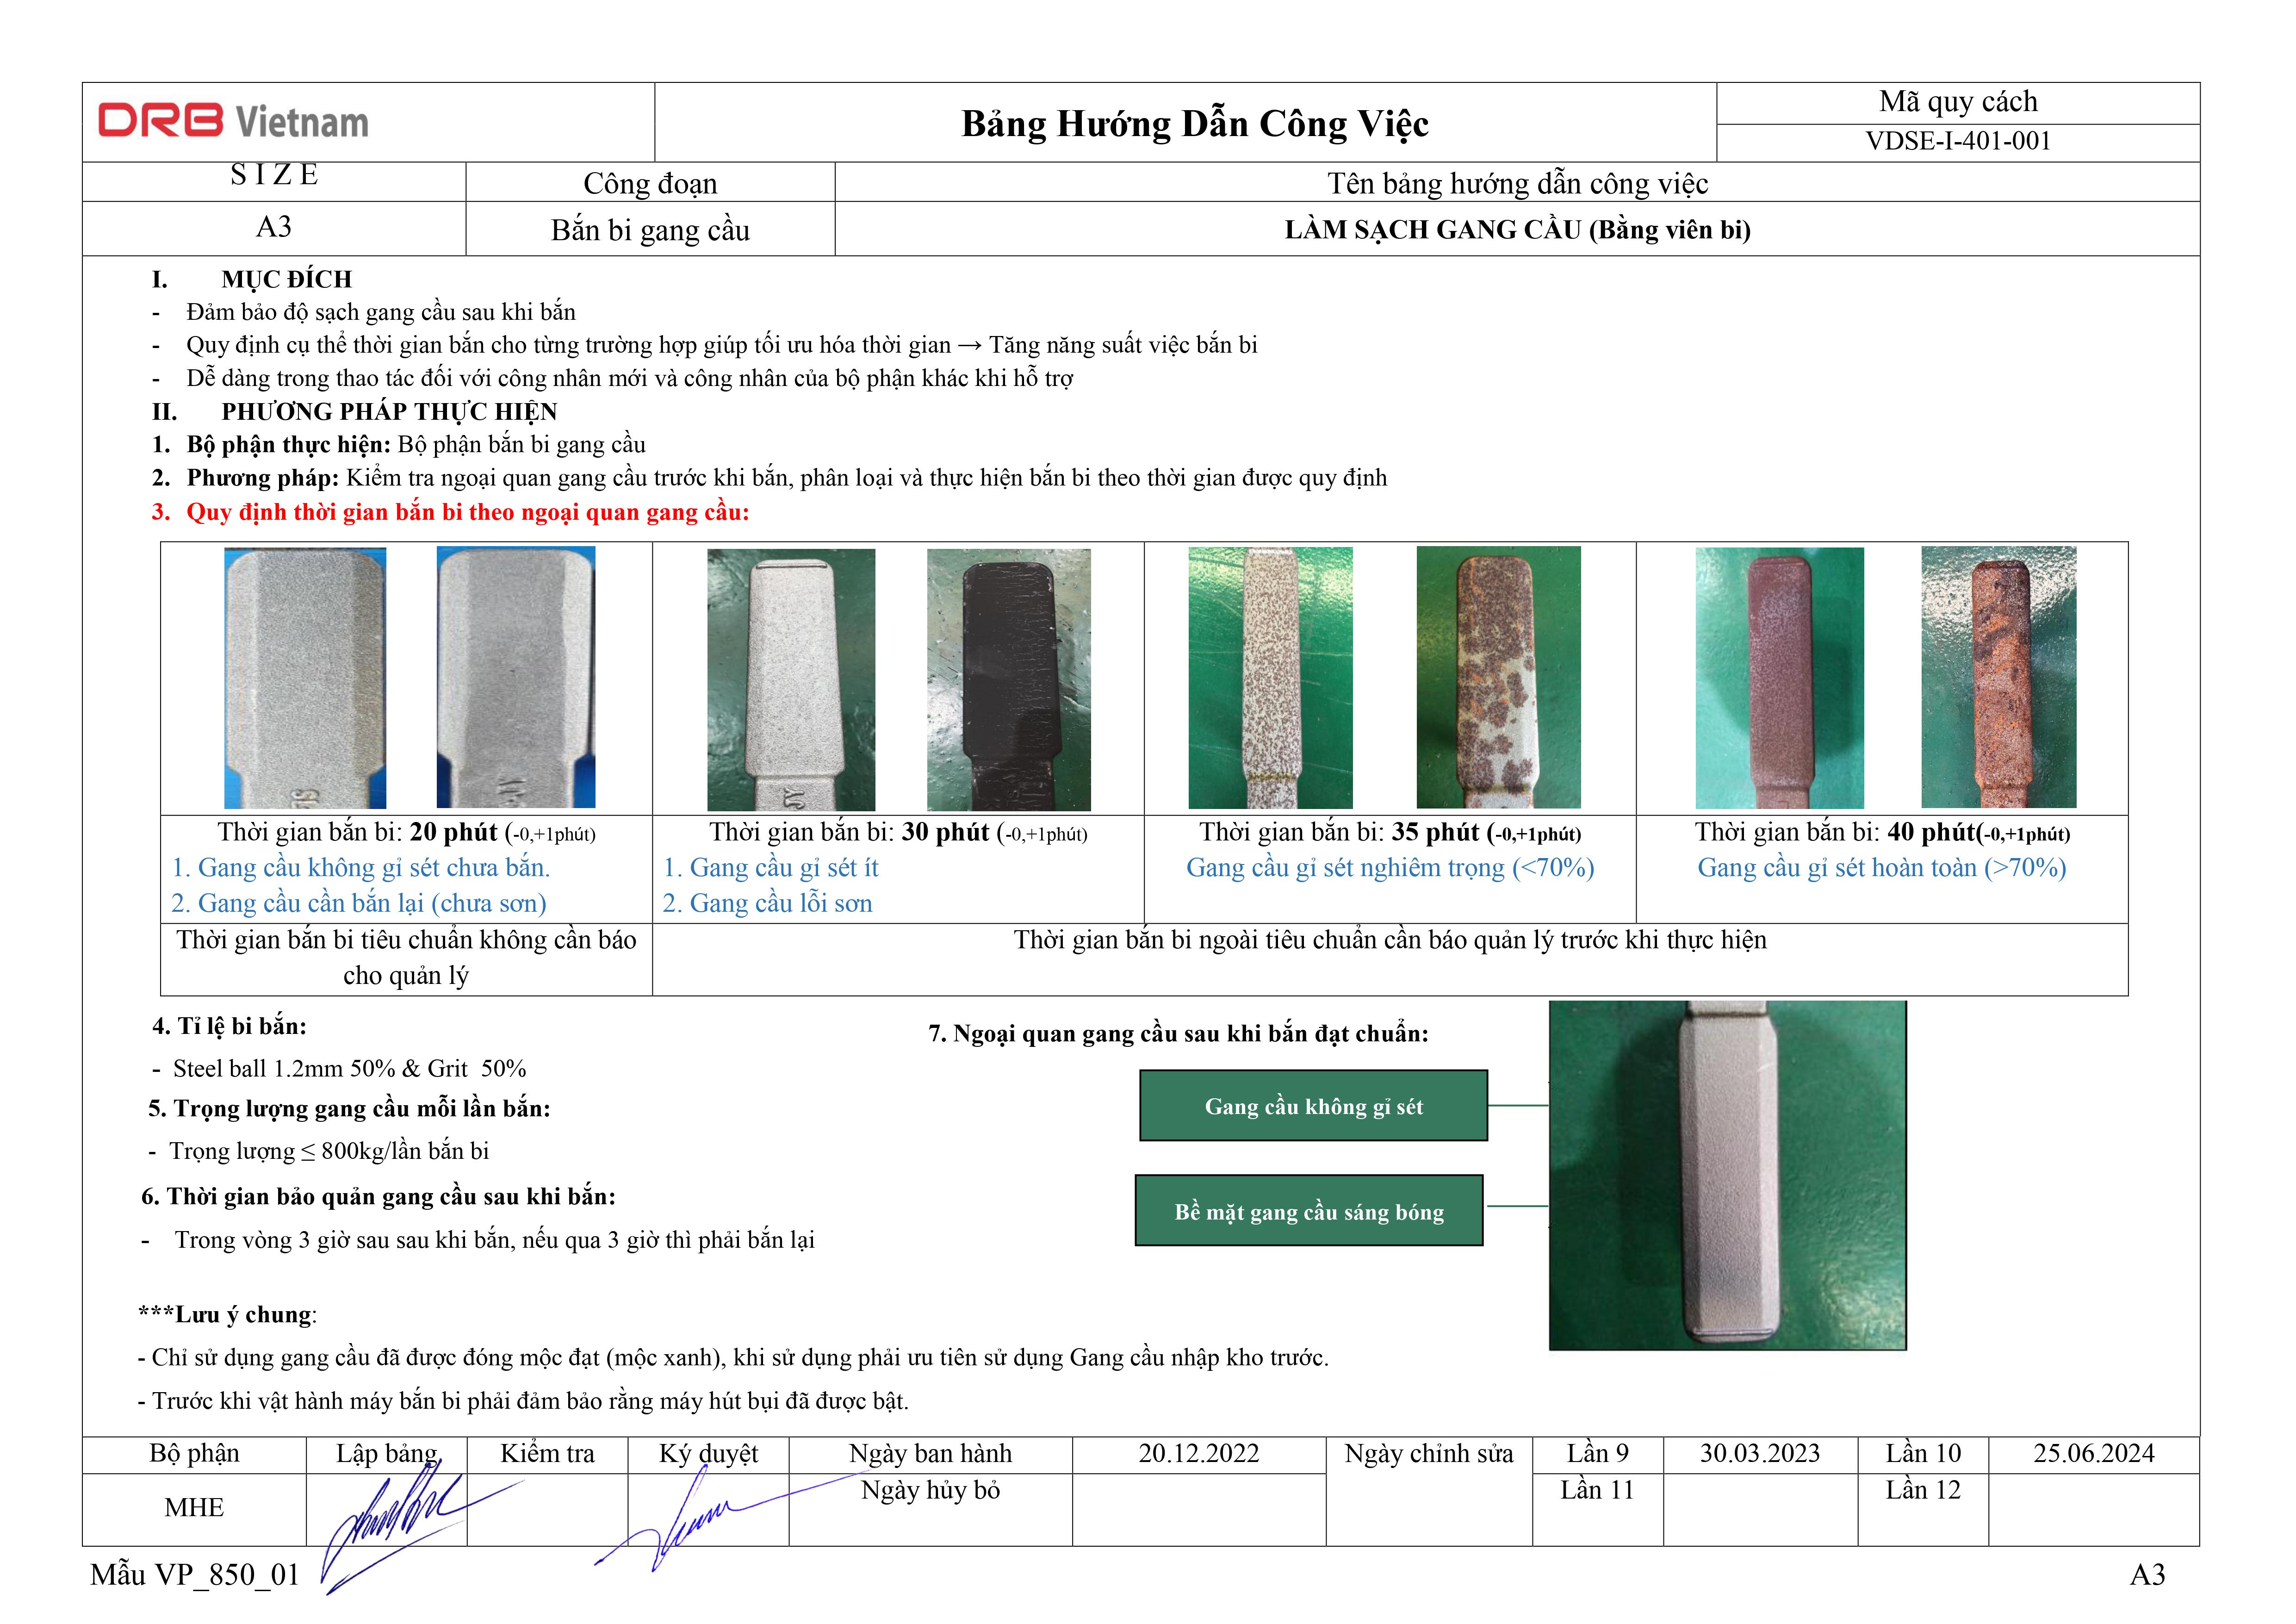 DRB Vietnam
Bảng Hướng Dẫn Công Việc
Mã quy cách
VDSE-I-401-001
SIZE
Công đoạn
Tên bảng hướng dẫn công việc
A3
Bắn bi gang cầu
LÀM SẠCH GANG CẦU (Bằng viên bi)
I. MỤC ĐÍCH
- Đảm bảo độ sạch gang cầu sau khi bắn
- Quy định cụ thể thời gian bắn cho từng trường hợp giúp tối ưu hóa thời gian → Tăng năng suất việc bắn bi
- Dễ dàng trong thao tác đối với công nhân mới và công nhân của bộ phận khác khi hỗ trợ
II. PHƯƠNG PHÁP THỰC HIỆN
1. Bộ phận thực hiện: Bộ phận bắn bi gang cầu
2. Phương pháp: Kiểm tra ngoại quan gang cầu trước khi bắn, phân loại và thực hiện bắn bi theo thời gian được quy định
3. Quy định thời gian bắn bi theo ngoại quan gang cầu:
JY
Thời gian bắn bi: 20 phút (-0,+1phút)
1. Gang cầu không gỉ sét chưa bắn.
2. Gang cầu cần bắn lại (chưa sơn)
Thời gian bắn bi: 30 phút (-0,+1phút)
1. Gang cầu gỉ sét ít
2. Gang cầu lỗi sơn
Thời gian bắn bi: 35 phút (-0,+1phút)
Gang cầu gỉ sét nghiêm trọng (<70%)
Thời gian bắn bi: 40 phút(-0,+1phút)
Gang cầu gỉ sét hoàn toàn (>70%)
Thời gian bắn bi tiêu chuẩn không cần báo
cho quản lý
Thời gian bắn bi ngoài tiêu chuẩn cần báo quản lý trước khi thực hiện
4. Tỉ lệ bi bắn:
- Steel ball 1.2mm 50% & Grit 50%
5. Trọng lượng gang cầu mỗi lần bắn:
- Trọng lượng ≤ 800kg/lần bắn bi
6. Thời gian bảo quản gang cầu sau khi bắn:
- Trong vòng 3 giờ sau sau khi bắn, nếu qua 3 giờ thì phải bắn lại
7. Ngoại quan gang cầu sau khi bắn đạt chuẩn:
Gang cầu không gỉ sét
Bề mặt gang cầu sáng bóng
***Lưu ý chung:
- Chỉ sử dụng gang cầu đã được đóng mộc đạt (mộc xanh), khi sử dụng phải ưu tiên sử dụng Gang cầu nhập kho trước.
- Trước khi vật hành máy bắn bi phải đảm bảo rằng máy hút bụi đã được bật.
Bộ phận
Lập bảng
Kiểm tra
Ký duyệt
Ngày ban hành
20.12.2022
Ngày chỉnh sửa
Lần 9
30.03.2023
Lần 10
25.06.2024
MHE
Ngày hủy bỏ
Lần 11
Lần 12
Mẫu VP_850_01
A3